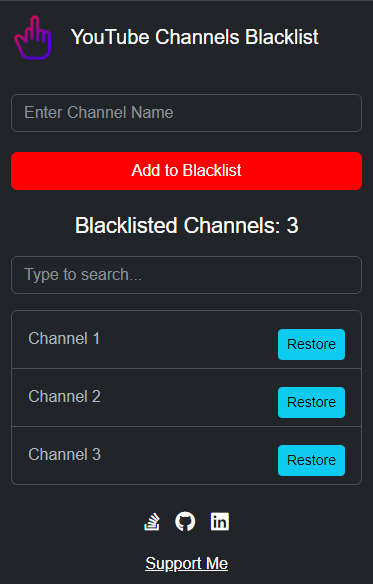 YouTube Channels Blacklist
Enter Channel Name
Add to Blacklist
Blacklisted Channels: 3
Type to search...
Channel 1 Restore
Channel 2 Restore
Channel 3 Restore
Support Me